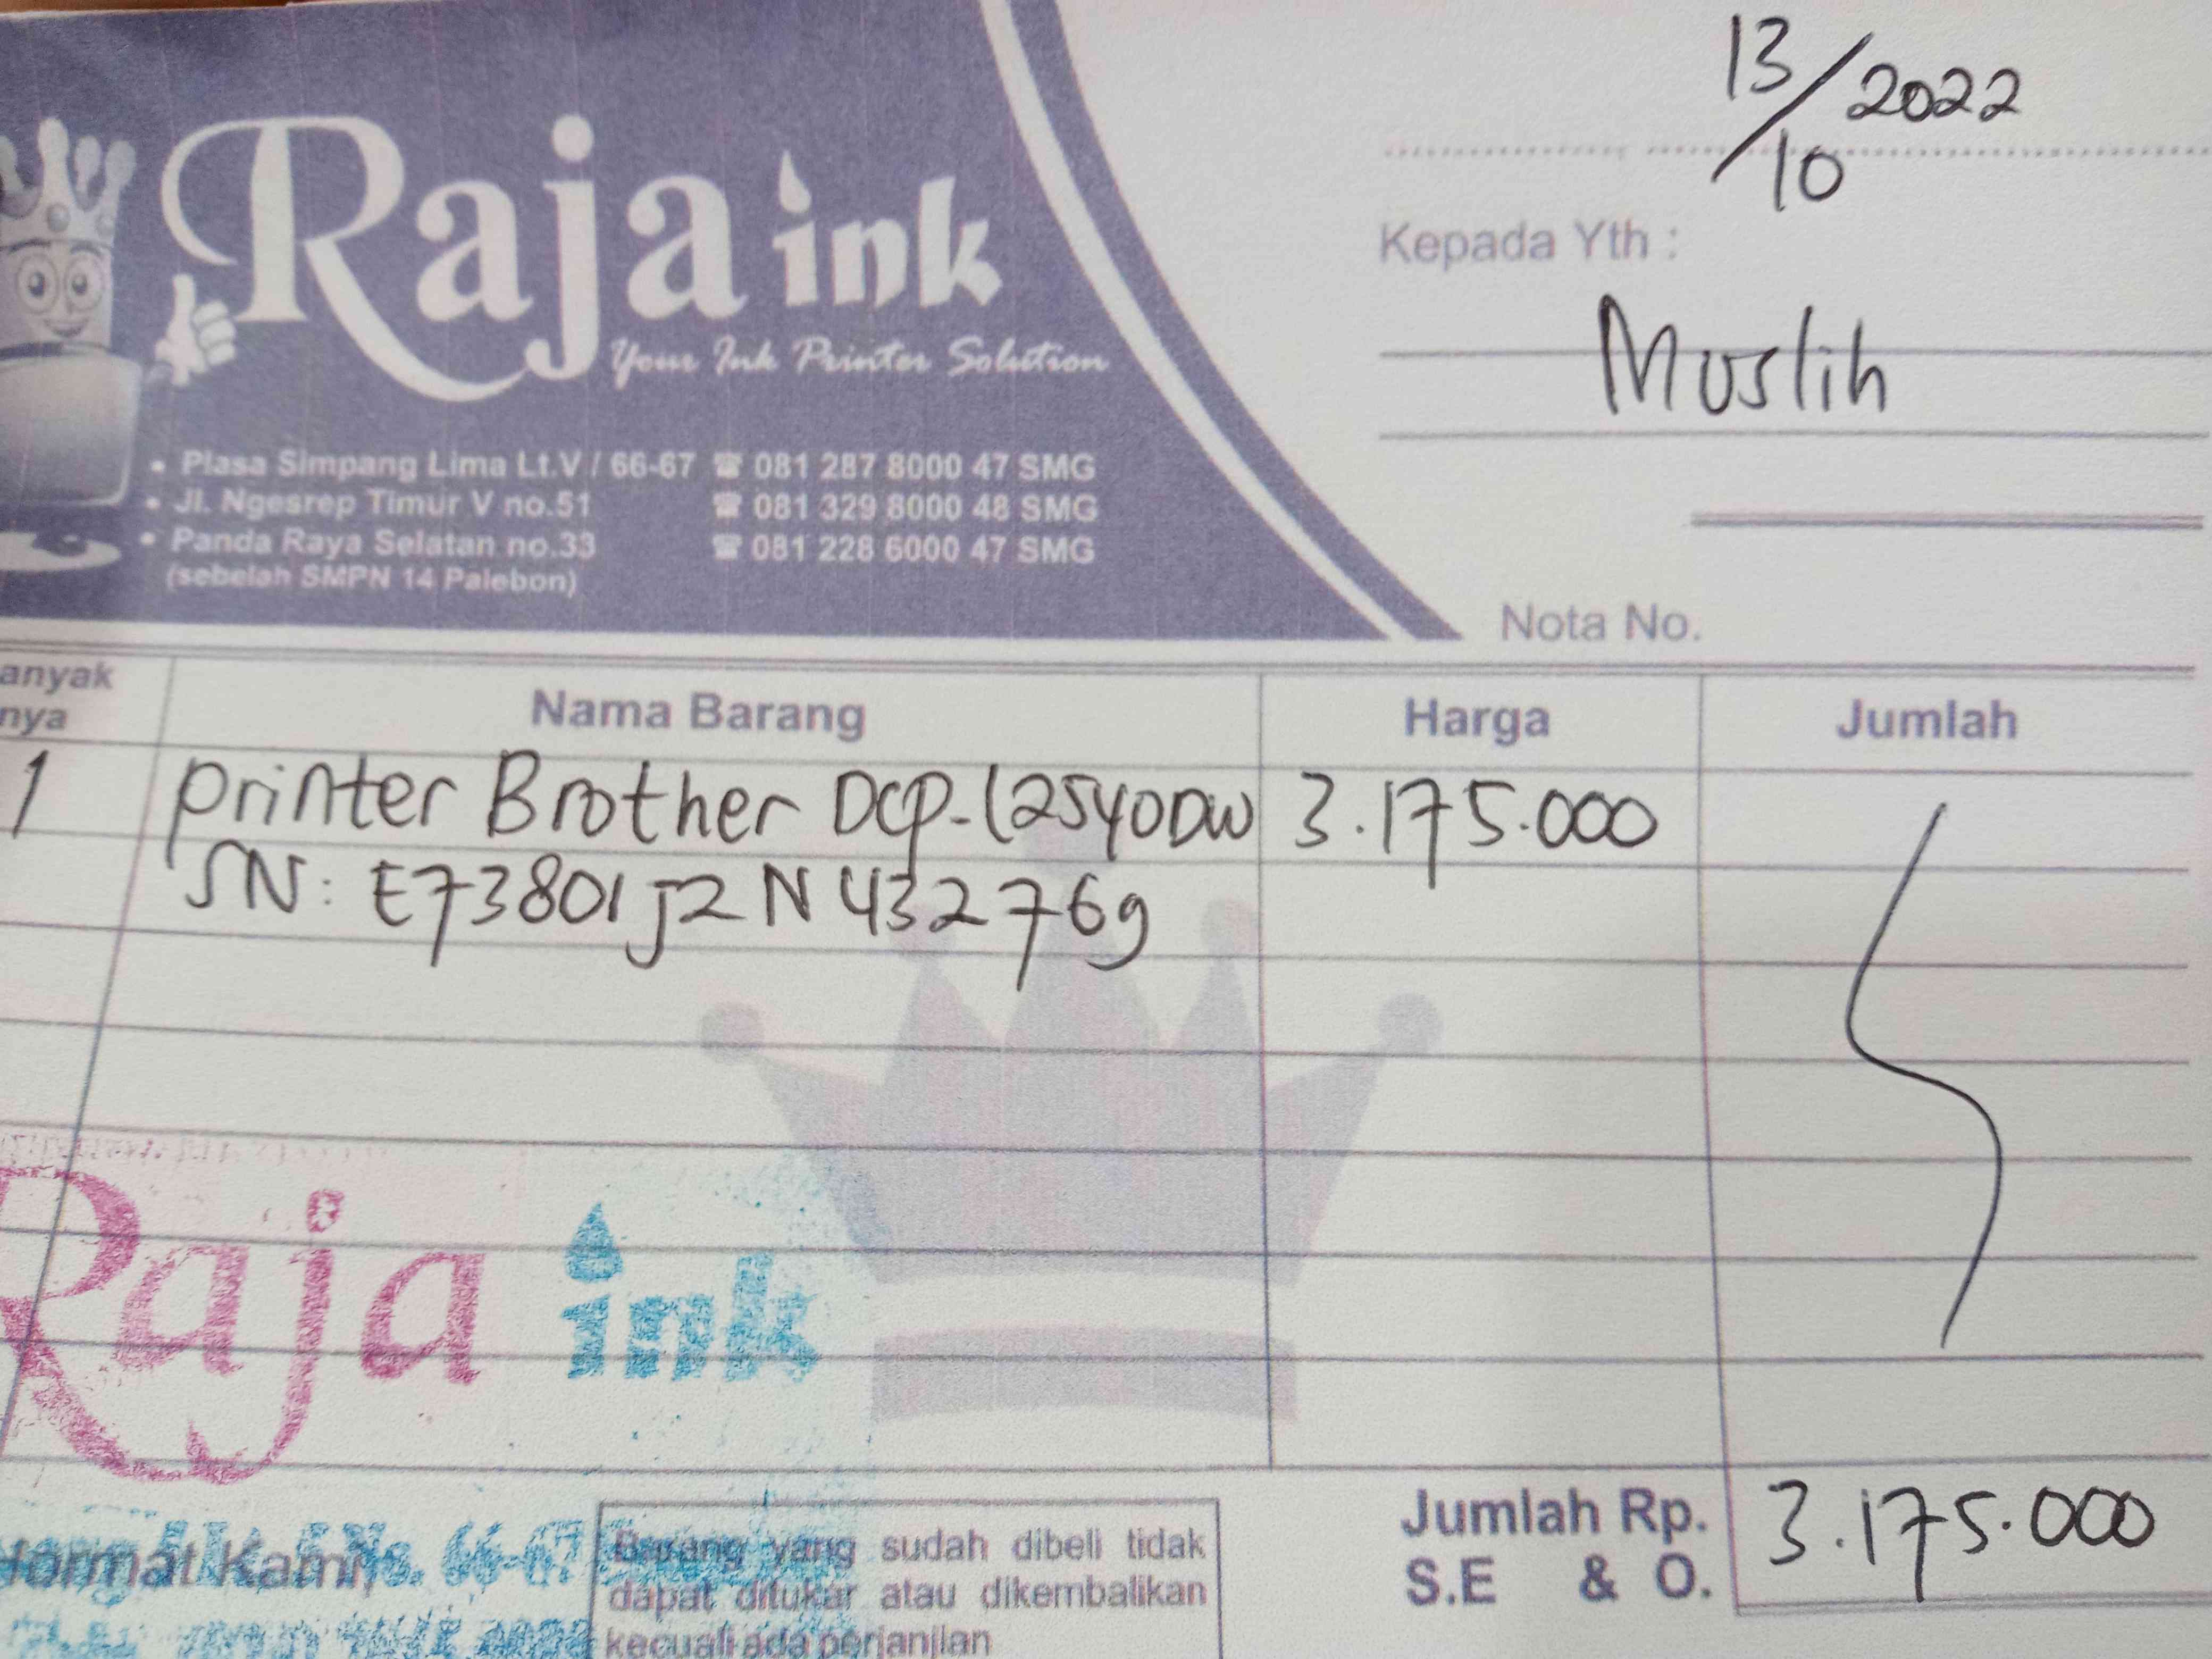 13/10/2022
Raja ink
Your Ink Printer Solution
Kepada Yth :
Muslih
• Plasa Simpang Lima Lt.V / 66-67 ☎ 081 287 8000 47 SMG
• Jl. Ngesrep Timur V no.51 ☎ 081 329 8000 48 SMG
• Panda Raya Selatan no.33 ☎ 081 228 6000 47 SMG
(sebelah SMPN 14 Palebon)
Nota No.
anyak
nya
Nama Barang
Harga
Jumlah
1 printer Brother DCP-L2540DW 3.175.000
SN: E73801J2N432769
Raja ink
No. 66-67
Hormat Kami,
Barang yang sudah dibeli tidak
dapat ditukar atau dikembalikan
kecuali ada perjanjian
Jumlah Rp. 3.175.000
S.E & O.